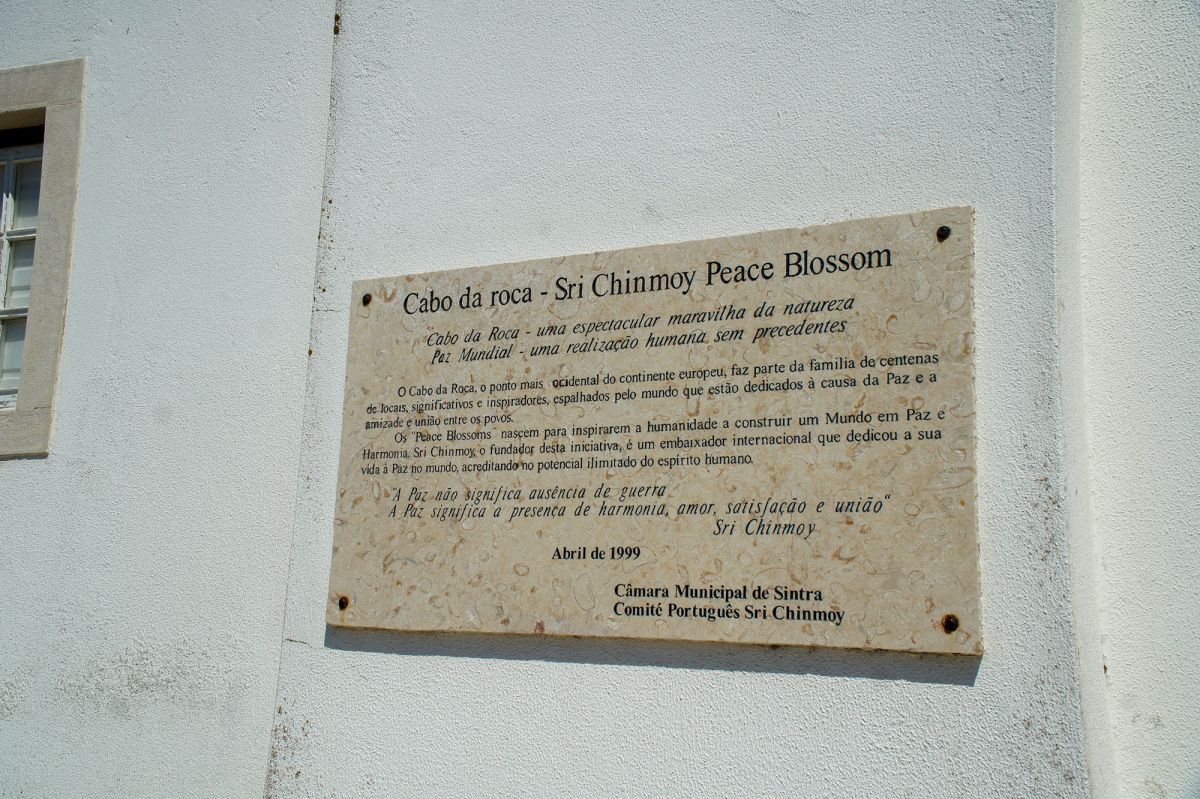 Cabo da roca - Sri Chinmoy Peace Blossom
Cabo da Roca - uma espectacular maravilha da natureza
Paz Mundial - uma realização humana sem precedentes
O Cabo da Roca, o ponto mais ocidental do continente europeu, faz parte da familia de centenas
de locais, significativos e inspiradores, espalhados pelo mundo que estão dedicados à causa da Paz e a
amizade e união entre os povos.
Os "Peace Blossoms" nasçem para inspirarem a humanidade a construir um Mundo em Paz e
Harmonia. Sri Chinmoy, o fundador desta iniciativa, é um embaixador internacional que dedicou a sua
vida à Paz no mundo, acreditando no potencial ilimitado do espírito humano.
"A Paz não significa ausência de guerra
A Paz significa a presença de harmonia, amor, satisfação e união"
Sri Chinmoy
Abril de 1999
Câmara Municipal de Sintra
Comité Português Sri Chinmoy